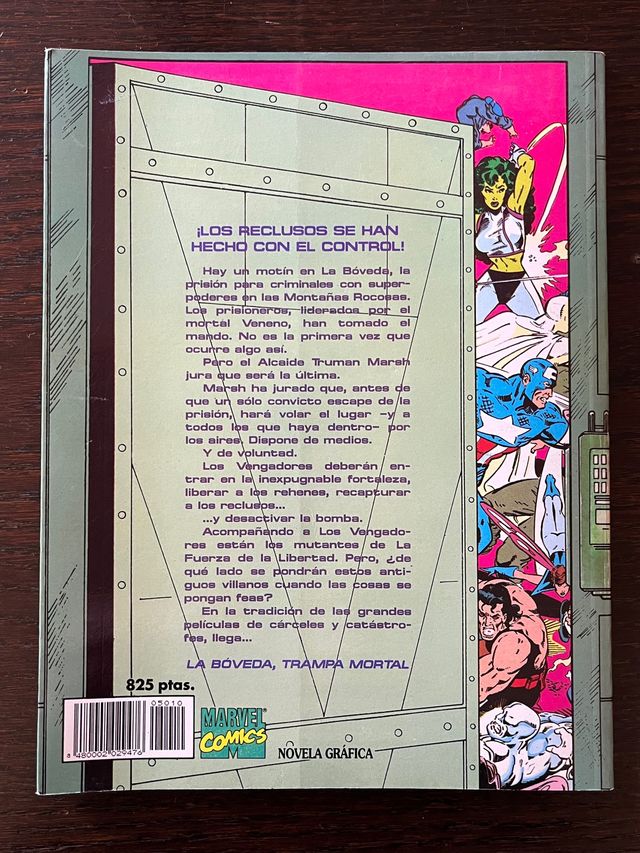 ¡LOS RECLUSOS SE HAN
HECHO CON EL CONTROL!
Hay un motín en La Bóveda, la
prisión para criminales con super-
poderes en las Montañas Rocosas.
Los prisioneros, liderados por el
mortal Veneno, han tomado el
mando. No es la primera vez que
ocurre algo así.
Pero el Alcaide Truman Marsh
jura que será la última.
Marsh ha jurado que, antes de
que un sólo convicto escape de la
prisión, hará volar el lugar -y a
todos los que haya dentro- por
los aires. Dispone de medios.
Y de voluntad.
Los Vengadores deberán en-
trar en la inexpugnable fortaleza,
liberar a los rehenes, recapturar
a los reclusos...
...y desactivar la bomba.
Acompañando a Los Vengado-
res están los mutantes de La
Fuerza de la Libertad. Pero, ¿de
qué lado se pondrán estos anti-
guos villanos cuando las cosas se
pongan feas?
En la tradición de las grandes
películas de cárceles y catástro-
fes, llega...
LA BÓVEDA, TRAMPA MORTAL
825 ptas.
05010
8 480002 029476
MARVEL
COMICS
M
NOVELA GRÁFICA